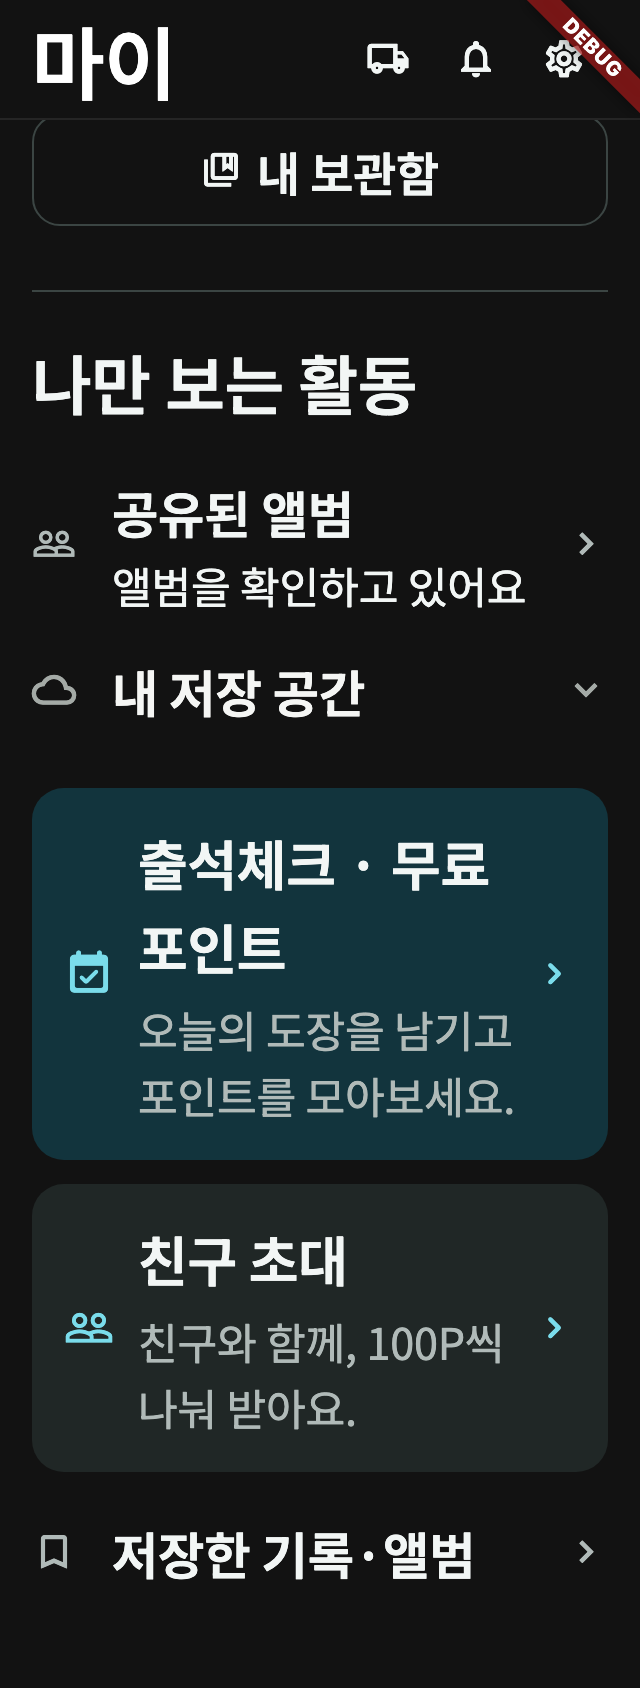 마이
DEBUG
내 보관함
나만 보는 활동
공유된 앨범
앨범을 확인하고 있어요
내 저장 공간
출석체크 · 무료
포인트
오늘의 도장을 남기고
포인트를 모아보세요.
친구 초대
친구와 함께, 100P씩
나눠 받아요.
저장한 기록·앨범